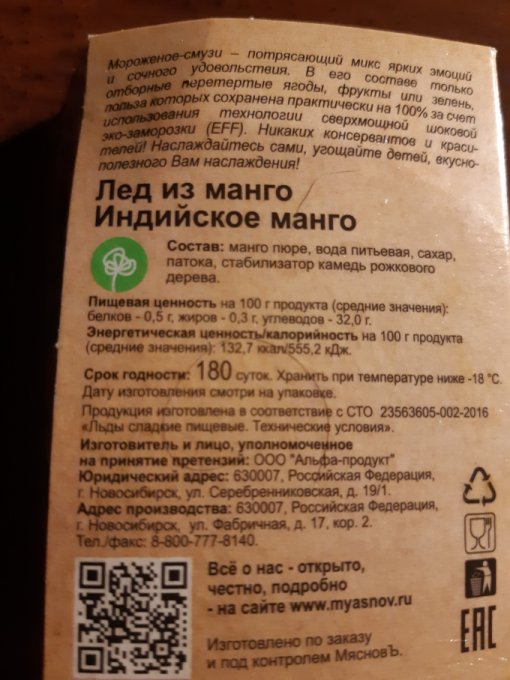 Мороженое-смузи – потрясающий микс ярких эмоций
и сочного удовольствия. В его составе только
отборные перетертые ягоды, фрукты или зелень,
польза которых сохранена практически на 100% за счет
использования технологии сверхмощной шоковой
эко-заморозки (EFF). Никаких консервантов и краси-
телей! Наслаждайтесь сами, угощайте детей, вкусно-
полезного Вам наслаждения!
Лед из манго
Индийское манго
Состав: манго пюре, вода питьевая, сахар,
патока, стабилизатор камедь рожкового
дерева.
Пищевая ценность на 100 г продукта (средние значения):
белков - 0,5 г, жиров - 0,3 г, углеводов - 32,0 г.
Энергетическая ценность/калорийность на 100 г продукта
(средние значения): 132,7 ккал/555,2 кДж.
Срок годности: 180 суток. Хранить при температуре ниже -18 °C.
Дату изготовления смотри на упаковке.
Продукция изготовлена в соответствие с СТО 23563605-002-2016
«Льды сладкие пищевые. Технические условия».
Изготовитель и лицо, уполномоченное
на принятие претензий: ООО "Альфа-продукт"
Юридический адрес: 630007, Российская Федерация,
г. Новосибирск, ул. Серебренниковская, д. 19/1.
Адрес производства: 630007, Российская Федерация,
г. Новосибирск, ул. Фабричная, д. 17, кор. 2.
Тел./факс: 8-800-777-8140.
Всё о нас - открыто,
честно, подробно
- на сайте www.myasnov.ru
Изготовлено по заказу
и под контролем МясновЪ.
EAC